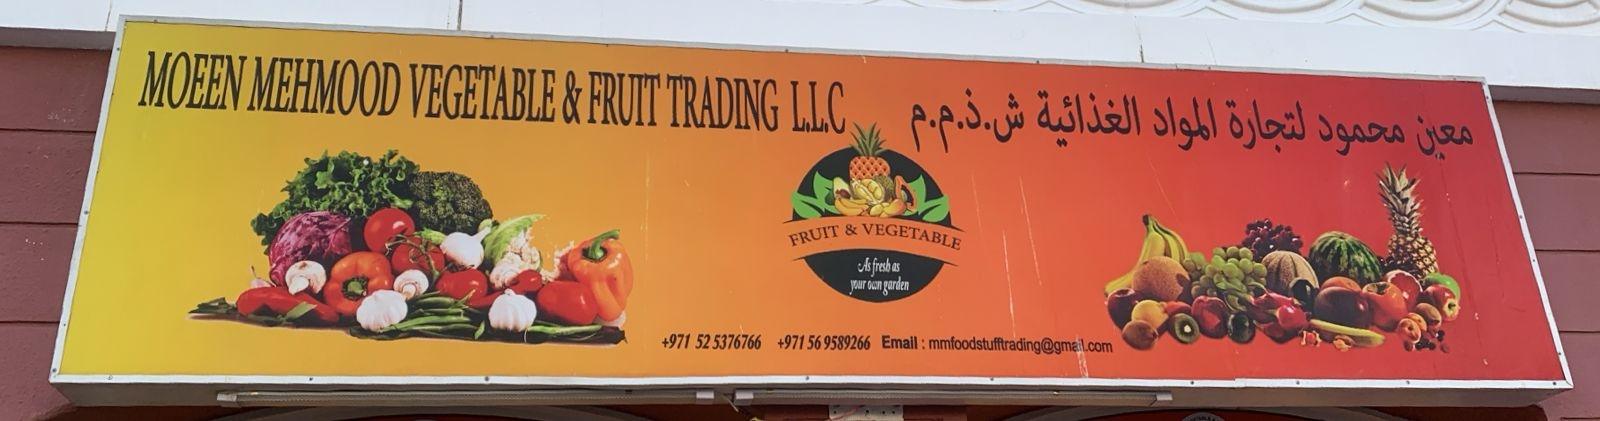 MOEEN MEHMOOD VEGETABLE & FRUIT TRADING L.L.C
معين محمود لتجارة المواد الغذائية ش.ذ.م.م
FRUIT & VEGETABLE
As fresh as
your own garden
+971 52 5376766 +971 56 9589266 Email : mmfoodstufftrading@gmail.com